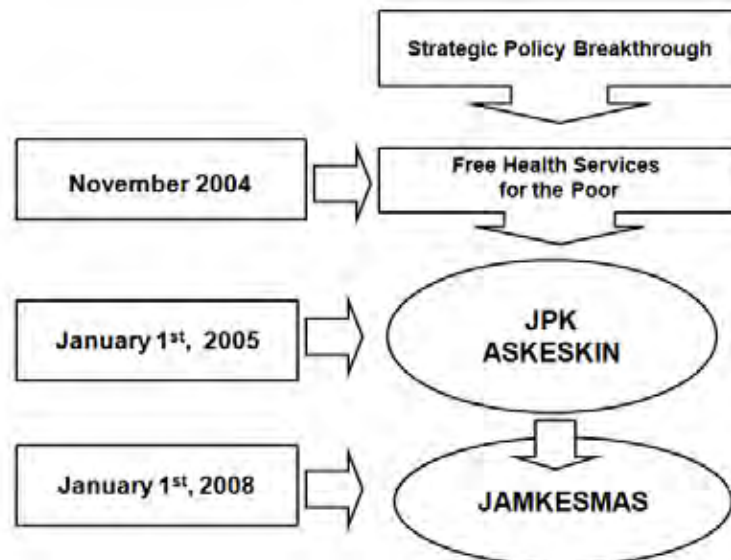 Strategic Policy Breakthrough
November 2004
Free Health Services
for the Poor
January 1st, 2005
JPK
ASKESKIN
January 1st, 2008
JAMKESMAS